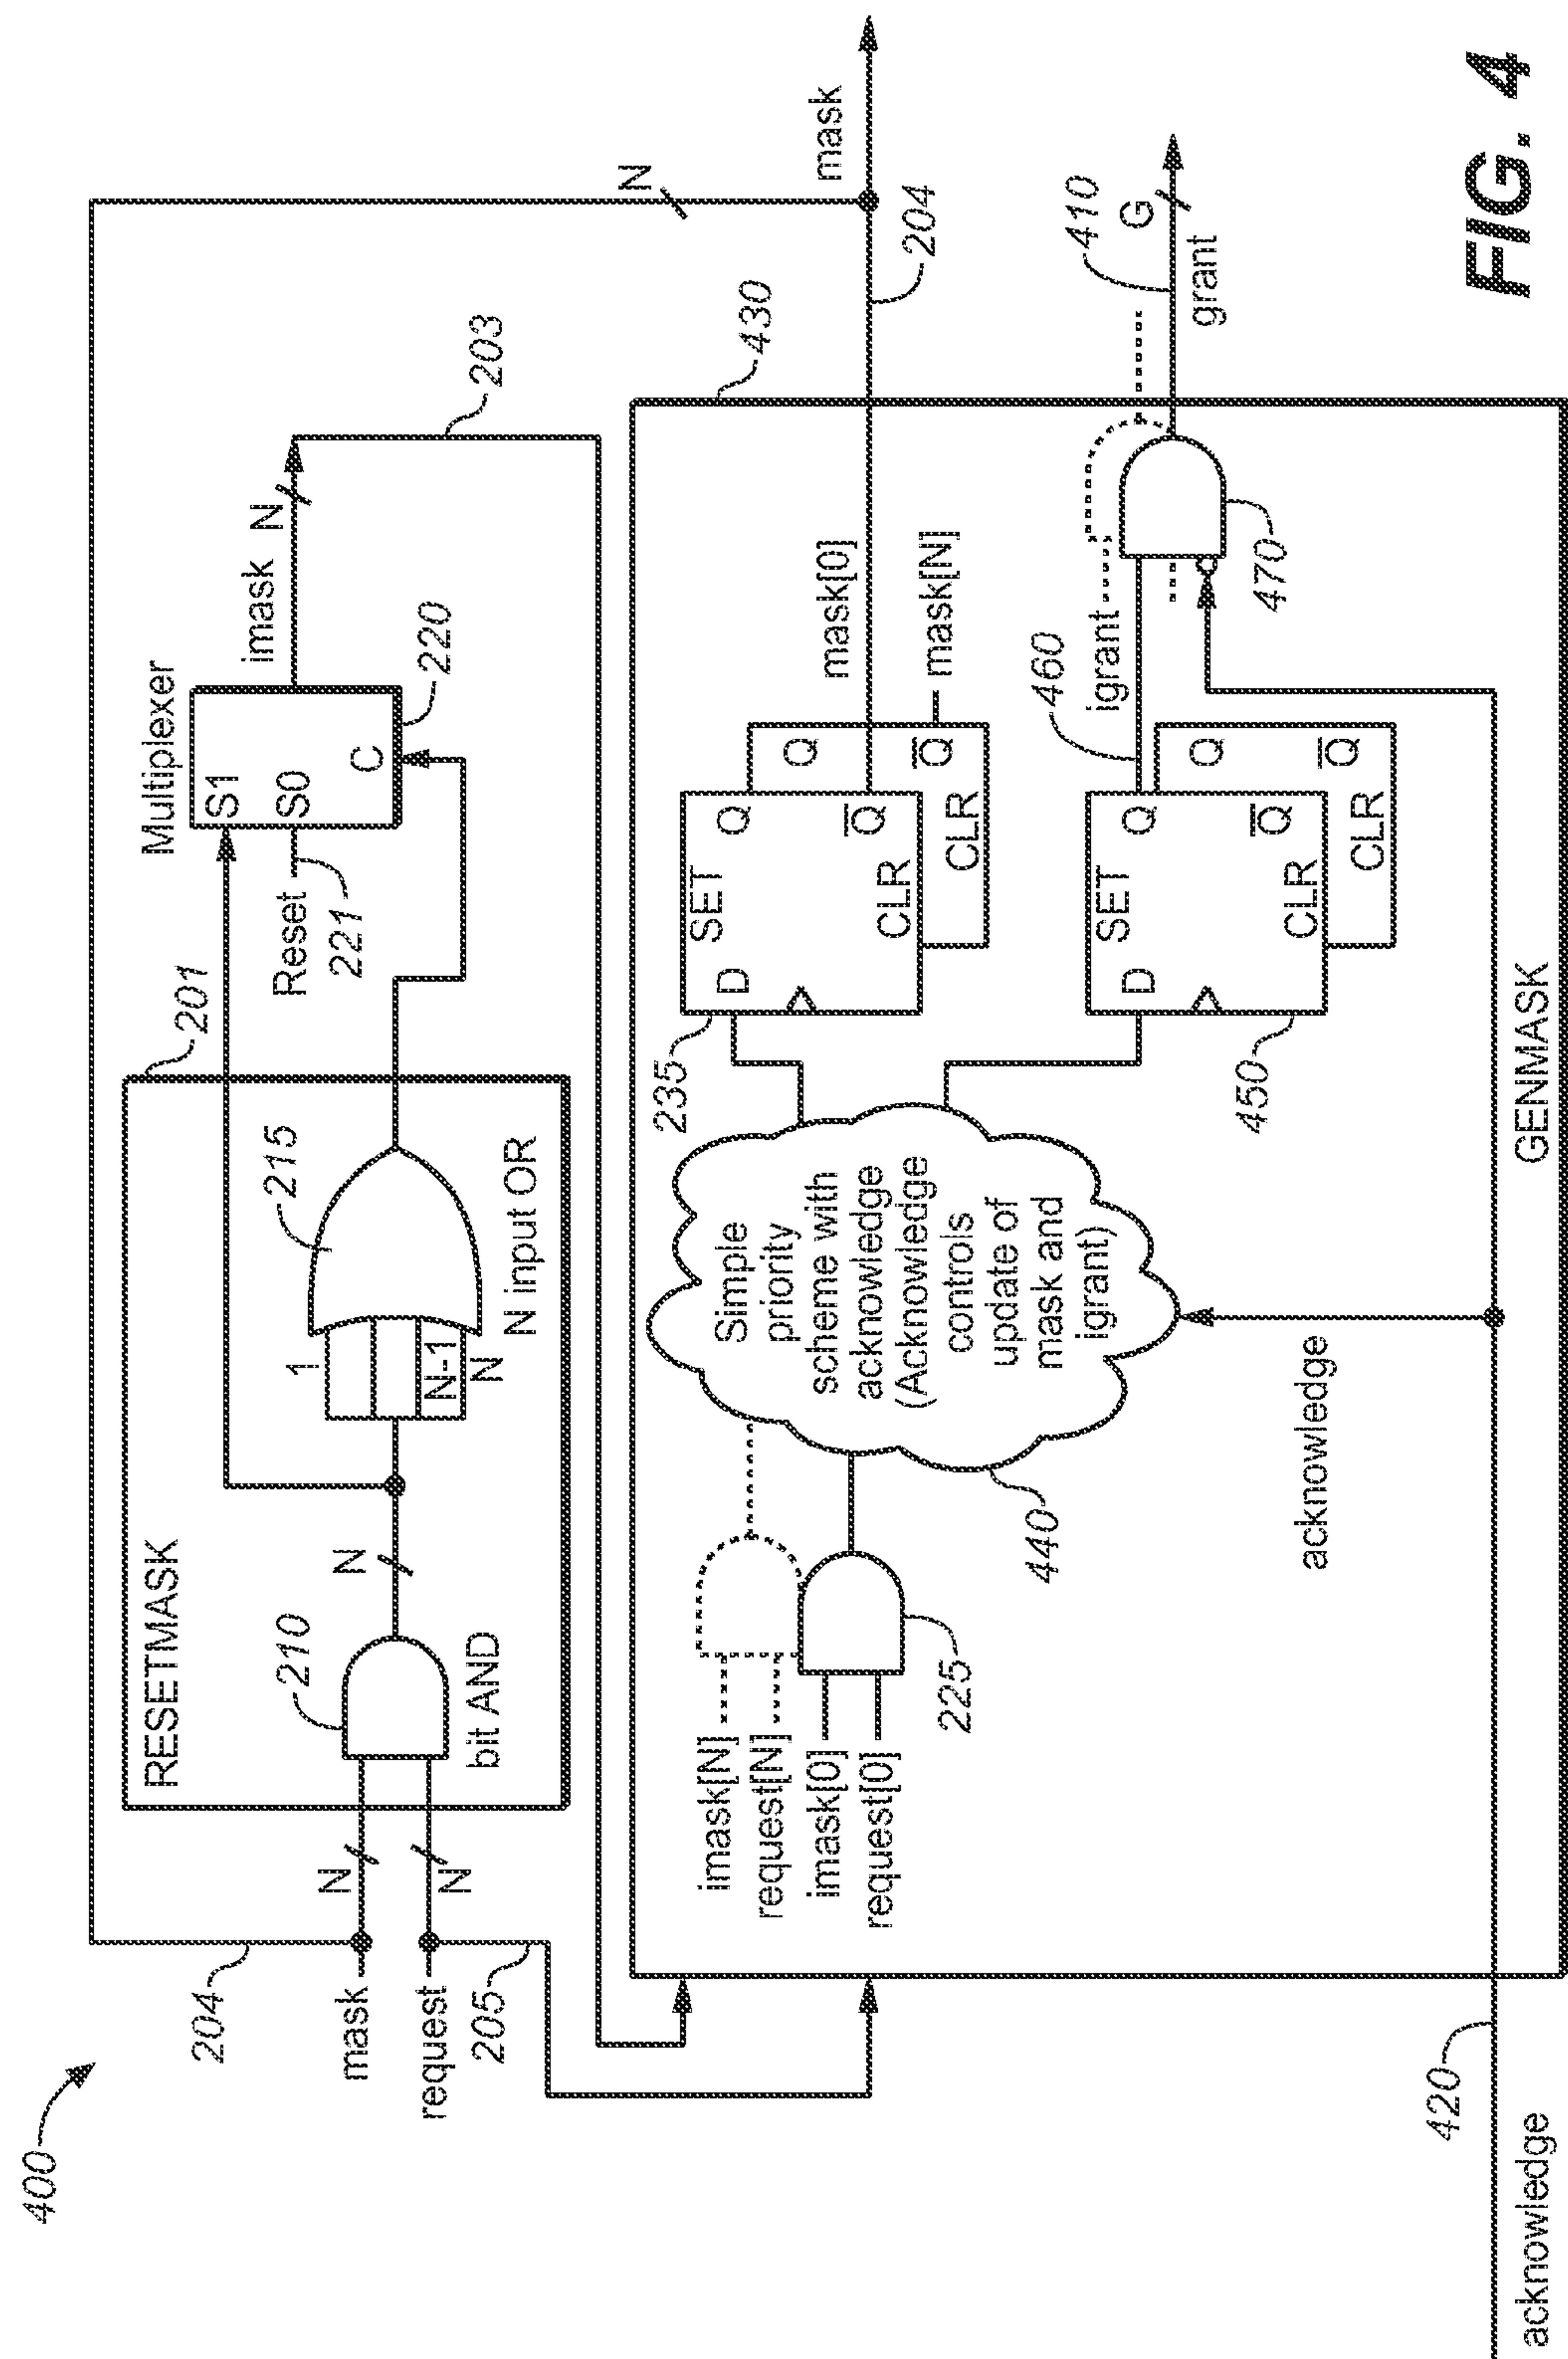 400
204
mask
request
205
N
N
RESETMASK
210
bit AND
N
1
N-1
N
215
N input OR
201
Multiplexer
S1
S0
C
Reset
221
220
imask
N
203
N
mask
204
430
imask[N]
request[N]
imask[0]
request[0]
225
Simple
priority
scheme with
acknowledge
(Acknowledge
controls
update of
mask and
igrant)
440
235
D
SET
Q
Q
CLR
Q
Q
CLR
mask[0]
mask[N]
450
D
SET
Q
Q
CLR
Q
Q
CLR
460
igrant
470
410
G
grant
acknowledge
GENMASK
420
acknowledge
FIG. 4